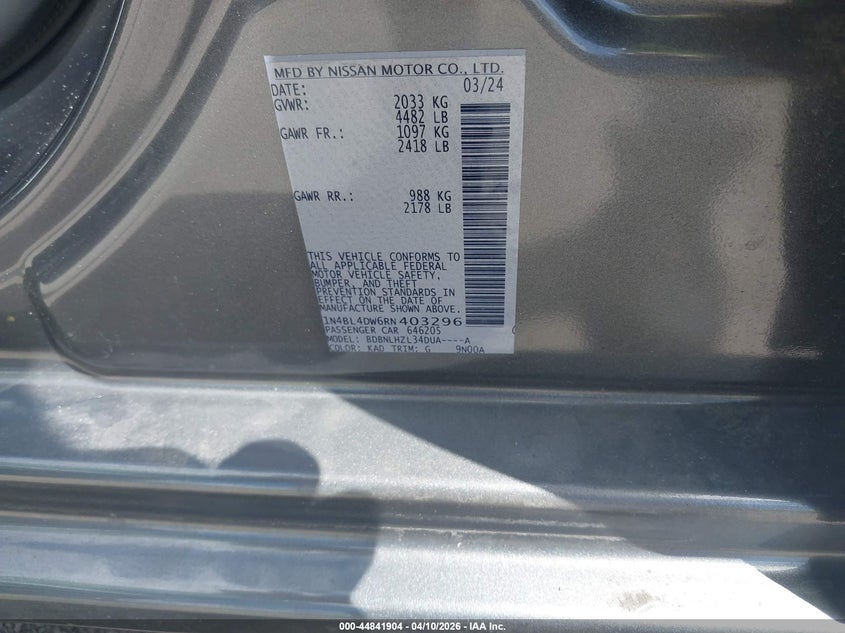 MFD BY NISSAN MOTOR CO., LTD.
DATE: 03/24
GVWR: 2033 KG
4482 LB
GAWR FR.: 1097 KG
2418 LB
GAWR RR.: 988 KG
2178 LB
THIS VEHICLE CONFORMS TO
ALL APPLICABLE FEDERAL
MOTOR VEHICLE SAFETY,
BUMPER, AND THEFT
PREVENTION STANDARDS IN
EFFECT ON THE DATE OF
MANUFACTURE SHOWN ABOVE.
1N4BL4DW6RN403296
PASSENGER CAR 646205
MODEL: BDBNLHZL34DUA----A
COLOR: KAD TRIM: G 9N00A
000-44841904 - 04/10/2026 - IAA Inc.